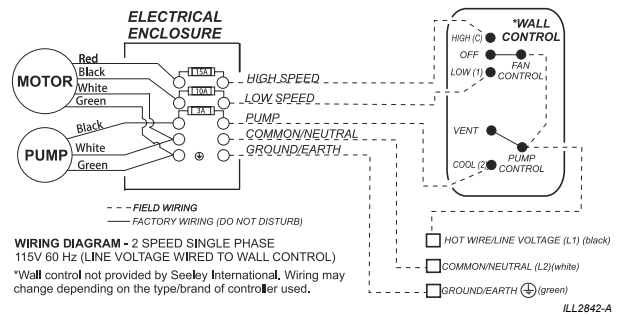 ELECTRICAL
ENCLOSURE
*WALL
CONTROL
HIGH (C)
OFF
LOW (1)
FAN
CONTROL
VENT
COOL (2)
PUMP
CONTROL
MOTOR
Red
Black
White
Green
PUMP
Black
White
Green
15A
10A
3A
HIGH SPEED
LOW SPEED
PUMP
COMMON/NEUTRAL
GROUND/EARTH
FIELD WIRING
FACTORY WIRING (DO NOT DISTURB)
WIRING DIAGRAM - 2 SPEED SINGLE PHASE
115V 60 Hz (LINE VOLTAGE WIRED TO WALL CONTROL)
*Wall control not provided by Seeley International. Wiring may
change depending on the type/brand of controller used.
HOT WIRE/LINE VOLTAGE (L1) (black)
COMMON/NEUTRAL (L2)(white)
GROUND/EARTH (green)
ILL2842-A